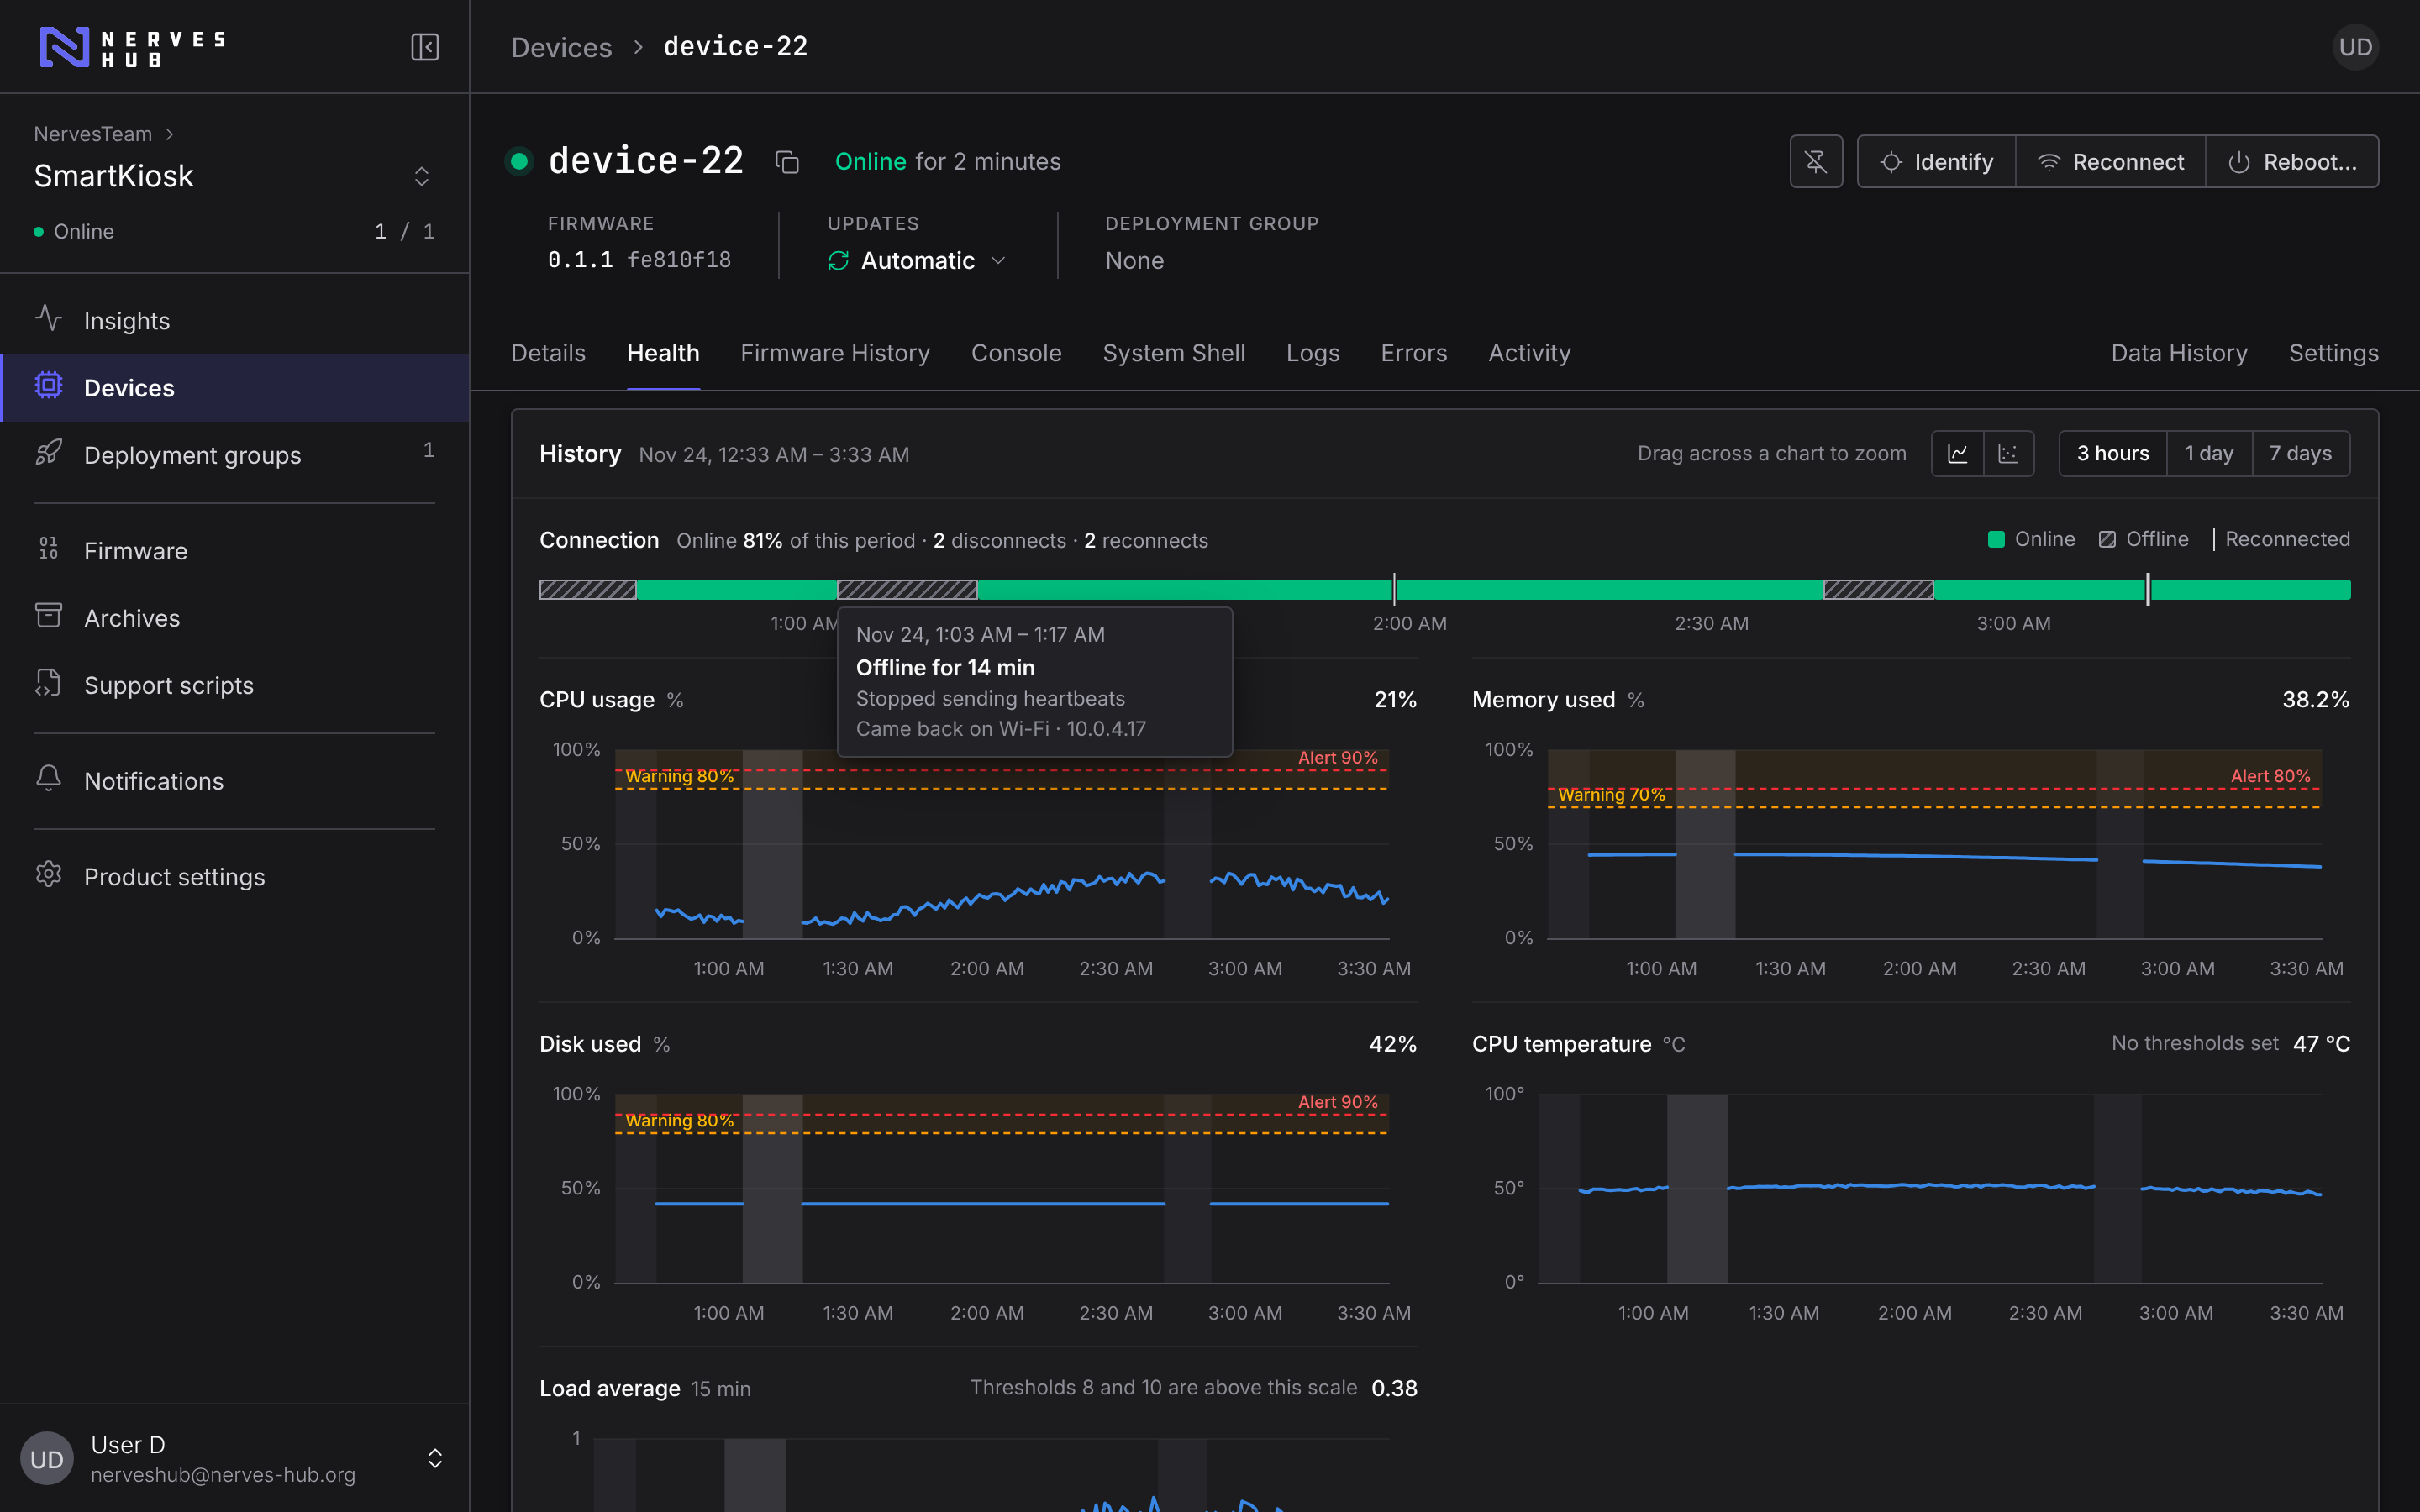 NERVES
HUB
Devices > device-22
UD
NervesTeam >
SmartKiosk
Online 1 / 1
Insights
Devices
Deployment groups 1
Firmware
Archives
Support scripts
Notifications
Product settings
UD
User D
nerveshub@nerves-hub.org
device-22 Online for 2 minutes
Identify Reconnect Reboot...
FIRMWARE UPDATES DEPLOYMENT GROUP
0.1.1 fe810f18 Automatic None
Details Health Firmware History Console System Shell Logs Errors Activity Data History Settings
History Nov 24, 12:33 AM – 3:33 AM Drag across a chart to zoom 3 hours 1 day 7 days
Connection Online 81% of this period · 2 disconnects · 2 reconnects Online Offline Reconnected
1:00 AM 2:00 AM 2:30 AM 3:00 AM
Nov 24, 1:03 AM – 1:17 AM
Offline for 14 min
Stopped sending heartbeats
Came back on Wi-Fi · 10.0.4.17
CPU usage % 21%
100%
Alert 90%
Warning 80%
50%
0%
1:00 AM 1:30 AM 2:00 AM 2:30 AM 3:00 AM 3:30 AM
Memory used % 38.2%
100%
Alert 80%
Warning 70%
50%
0%
1:00 AM 1:30 AM 2:00 AM 2:30 AM 3:00 AM 3:30 AM
Disk used % 42%
100%
Alert 90%
Warning 80%
50%
0%
1:00 AM 1:30 AM 2:00 AM 2:30 AM 3:00 AM 3:30 AM
CPU temperature °C No thresholds set 47 °C
100°
50°
0°
1:00 AM 1:30 AM 2:00 AM 2:30 AM 3:00 AM 3:30 AM
Load average 15 min Thresholds 8 and 10 are above this scale 0.38
1